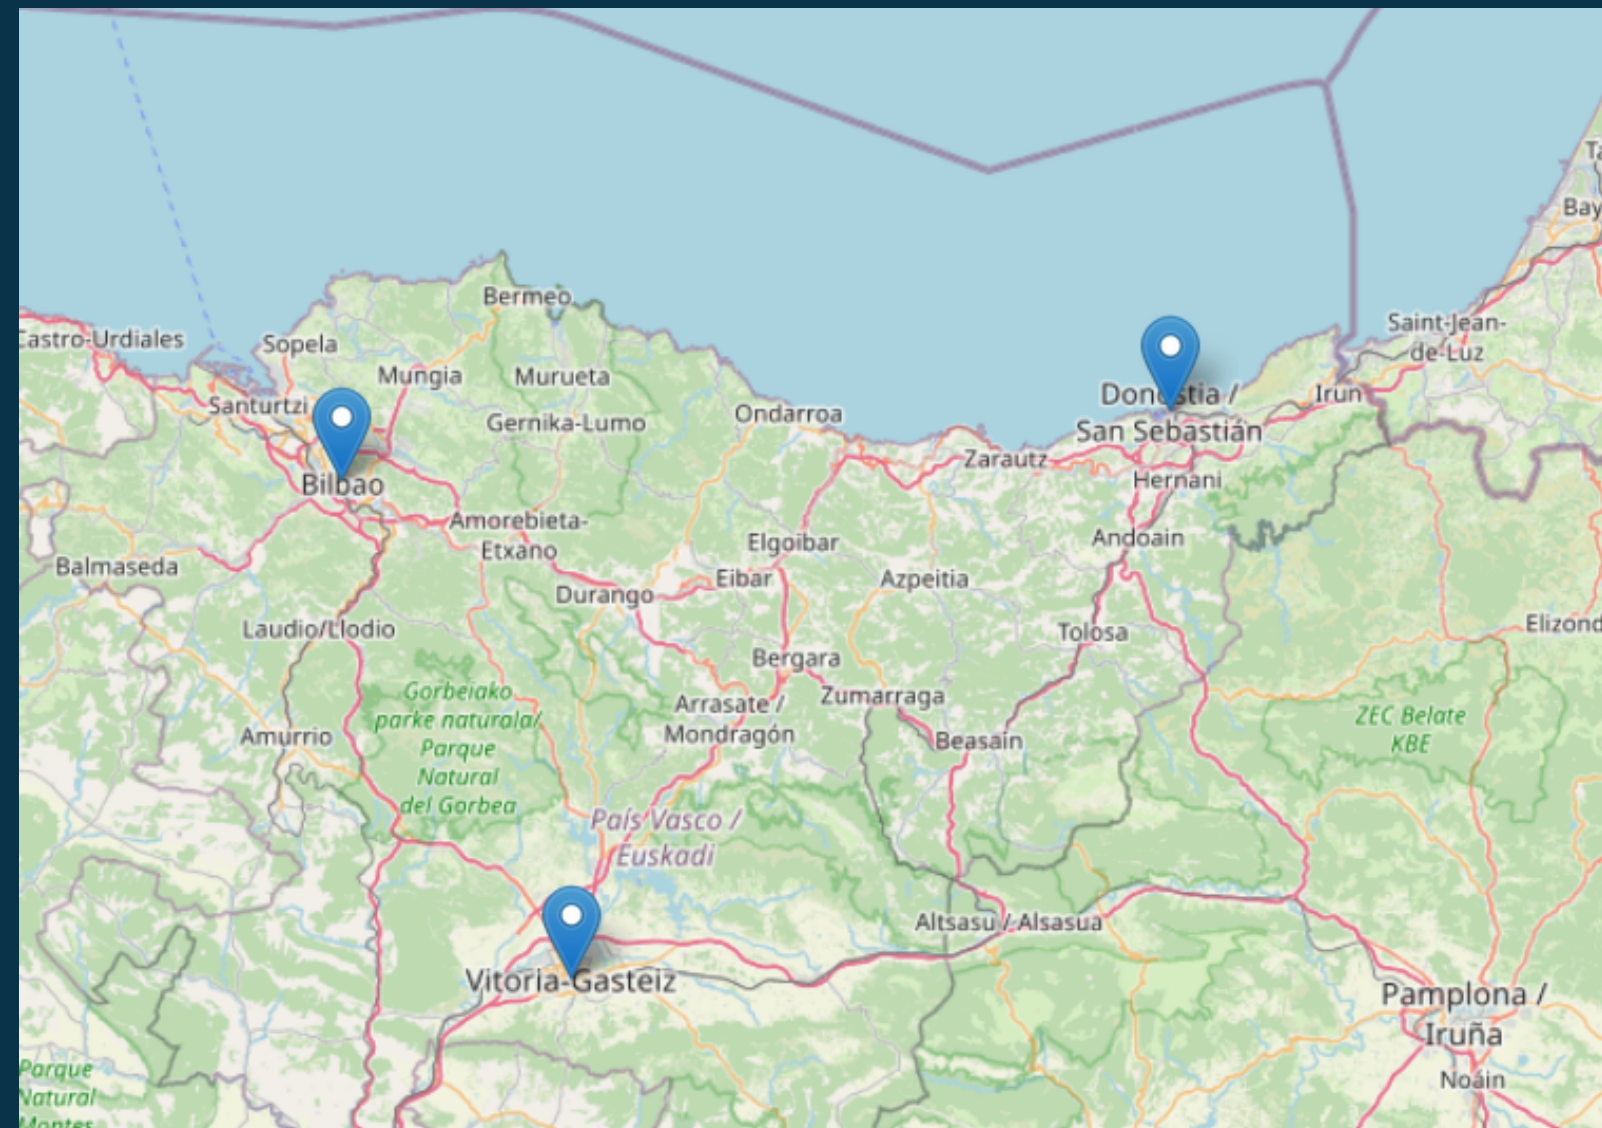 Bermeo
Castro-Urdiales
Sopela
Mungia
Murueta
Saint-Jean-
de-Luz
Santurtzi
Gernika-Lumo
Ondarroa
Donostia /
San Sebastián
Irun
Zarautz
Hernani
Bilbao
Amorebieta-
Etxano
Elgoibar
Andoain
Balmaseda
Durango
Eibar
Azpeitia
Laudio/Llodio
Tolosa
Bergara
Gorbeiako
parke naturala/
Parque
Natural
del Gorbea
Arrasate /
Mondragón
Zumarraga
Beasain
ZEC Belate
KBE
Amurrio
País Vasco /
Euskadi
Altsasu / Alsasua
Vitoria-Gasteiz
Pamplona /
Iruña
Noáin
Parque
Natural